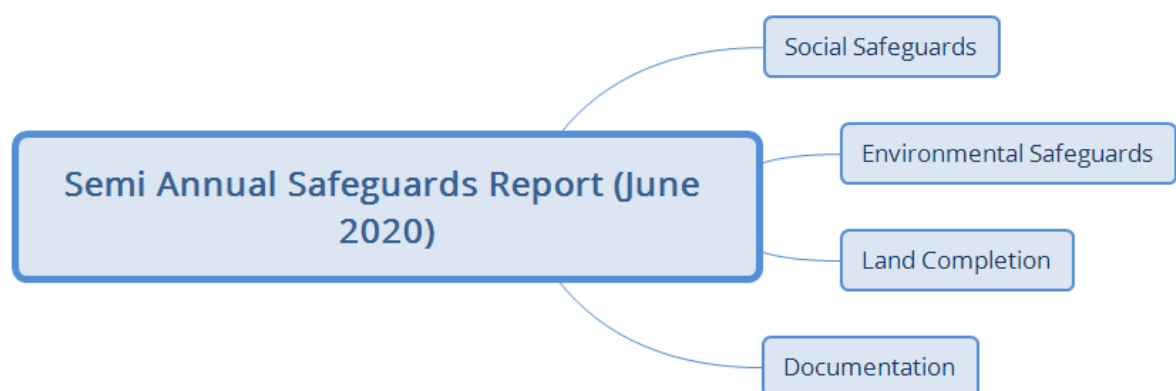 Social Safeguards
Semi Annual Safeguards Report (June
2020)
Environmental Safeguards
Land Completion
Documentation